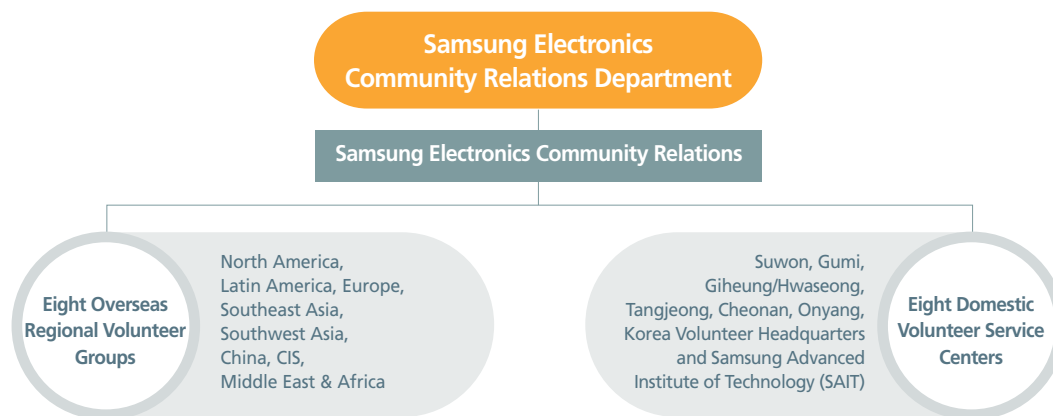 Samsung Electronics
Community Relations Department
Samsung Electronics Community Relations
Eight Overseas
Regional Volunteer
Groups
North America,
Latin America, Europe,
Southeast Asia,
Southwest Asia,
China, CIS,
Middle East & Africa
Suwon, Gumi,
Giheung/Hwaseong,
Tangjeong, Cheonan, Onyang,
Korea Volunteer Headquarters
and Samsung Advanced
Institute of Technology (SAIT)
Eight Domestic
Volunteer Service
Centers